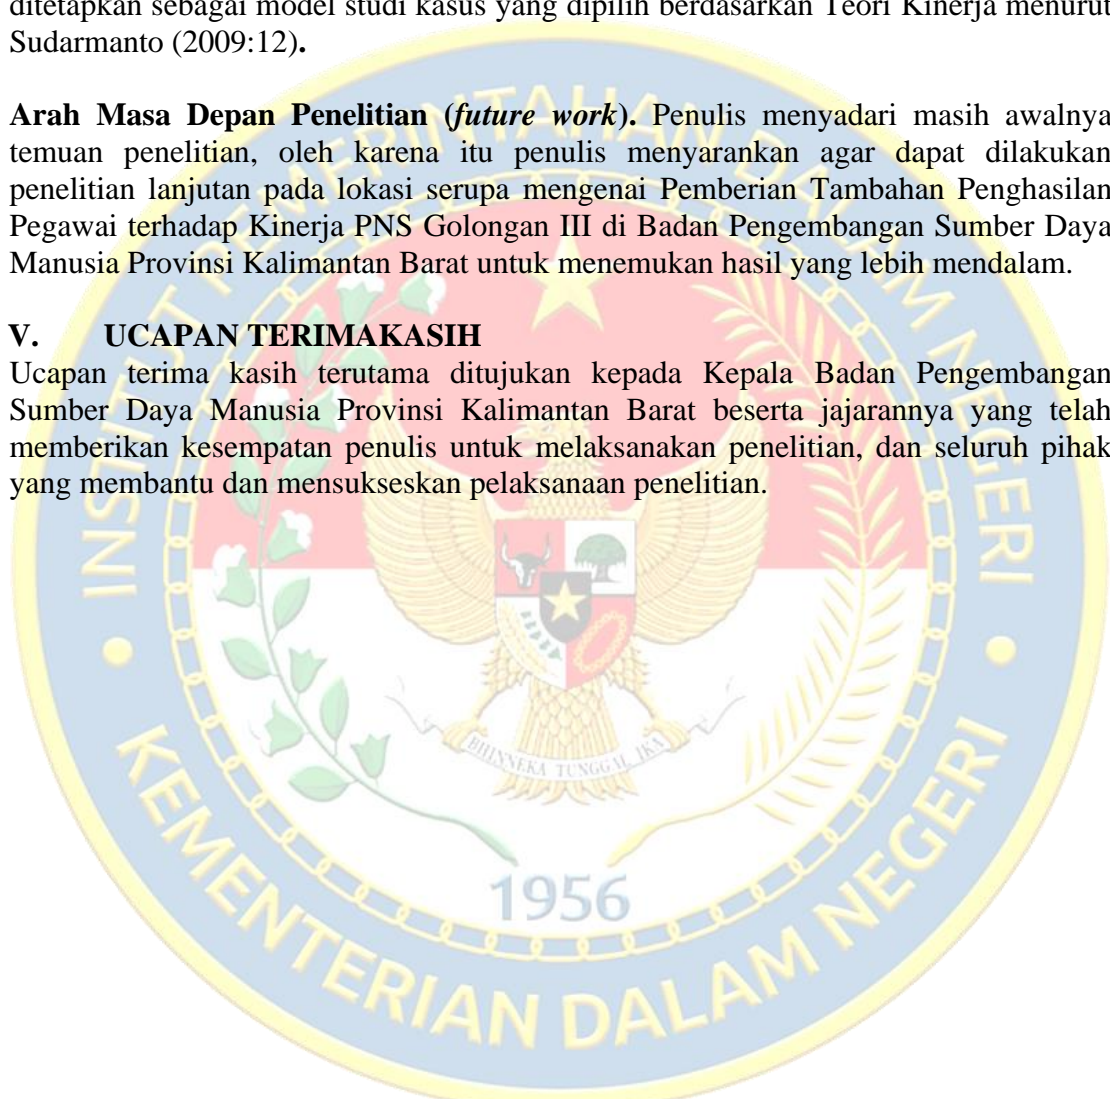 ditetapkan sebagai model studi kasus yang dipilih berdasarkan Teori Kinerja menurut
Sudarmanto (2009:12).
Arah Masa Depan Penelitian (future work). Penulis menyadari masih awalnya
temuan penelitian, oleh karena itu penulis menyarankan agar dapat dilakukan
penelitian lanjutan pada lokasi serupa mengenai Pemberian Tambahan Penghasilan
Pegawai terhadap Kinerja PNS Golongan III di Badan Pengembangan Sumber Daya
Manusia Provinsi Kalimantan Barat untuk menemukan hasil yang lebih mendalam.
V. UCAPAN TERIMAKASIH
Ucapan terima kasih terutama ditujukan kepada Kepala Badan Pengembangan
Sumber Daya Manusia Provinsi Kalimantan Barat beserta jajarannya yang telah
memberikan kesempatan penulis untuk melaksanakan penelitian, dan seluruh pihak
yang membantu dan mensukseskan pelaksanaan penelitian.
INSTITUT PEMERINTAHAN DALAM NEGERI
BHINNEKA TUNGGAL IKA
1956
KEMENTERIAN DALAM NEGERI